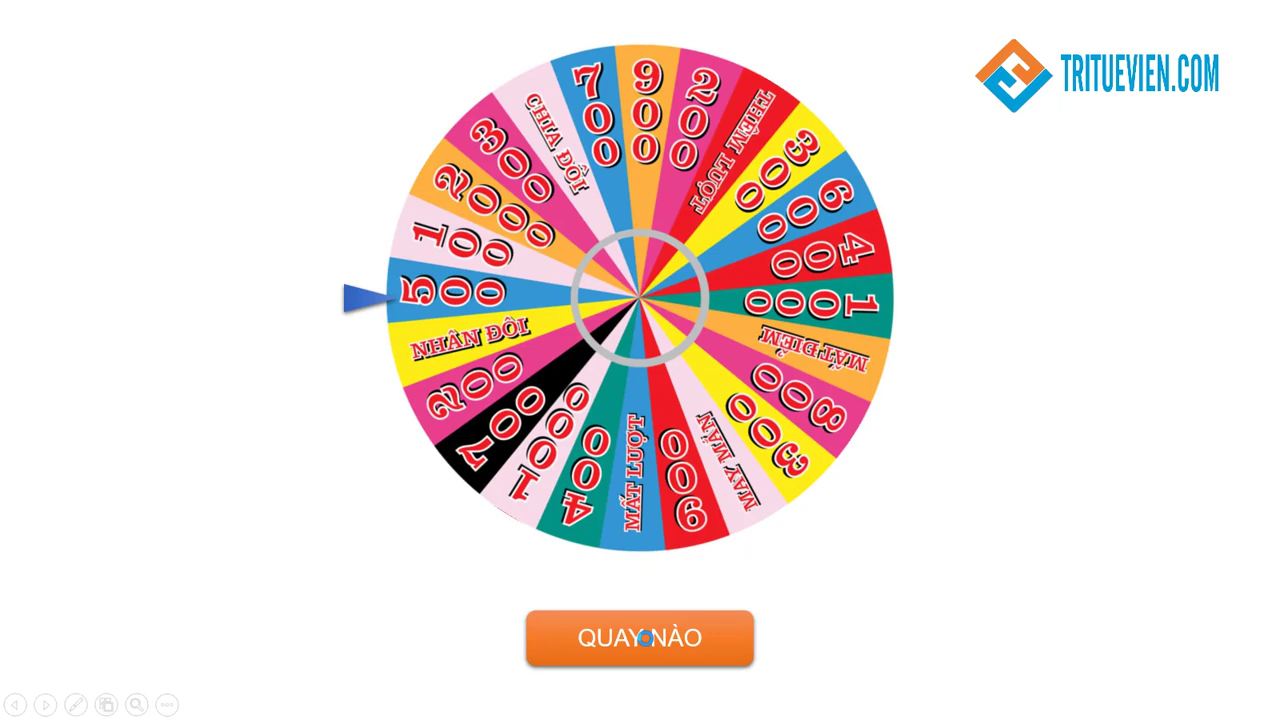 TRITUEVIEN.COM
900
200
THÊM LƯỢT
300
600
400
1000
MẤT ĐIỂM
800
300
MAY MẮN
900
MẤT LƯỢT
400
1000
700
200
NHÂN ĐÔI
500
100
2000
300
CHIA ĐÔI
700
QUAY NÀO